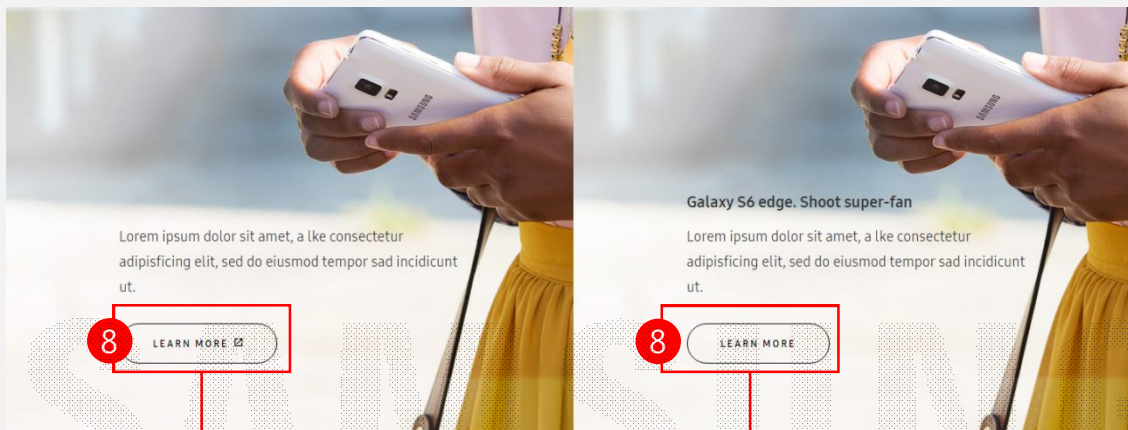 SAMSUNG
Lorem ipsum dolor sit amet, a lke consectetur
adipisficing elit, sed do eiusmod tempor sad incidicunt
ut.
8
LEARN MORE
SAMSUNG
Galaxy S6 edge. Shoot super-fan
Lorem ipsum dolor sit amet, a lke consectetur
adipisficing elit, sed do eiusmod tempor sad incidicunt
ut.
8
LEARN MORE